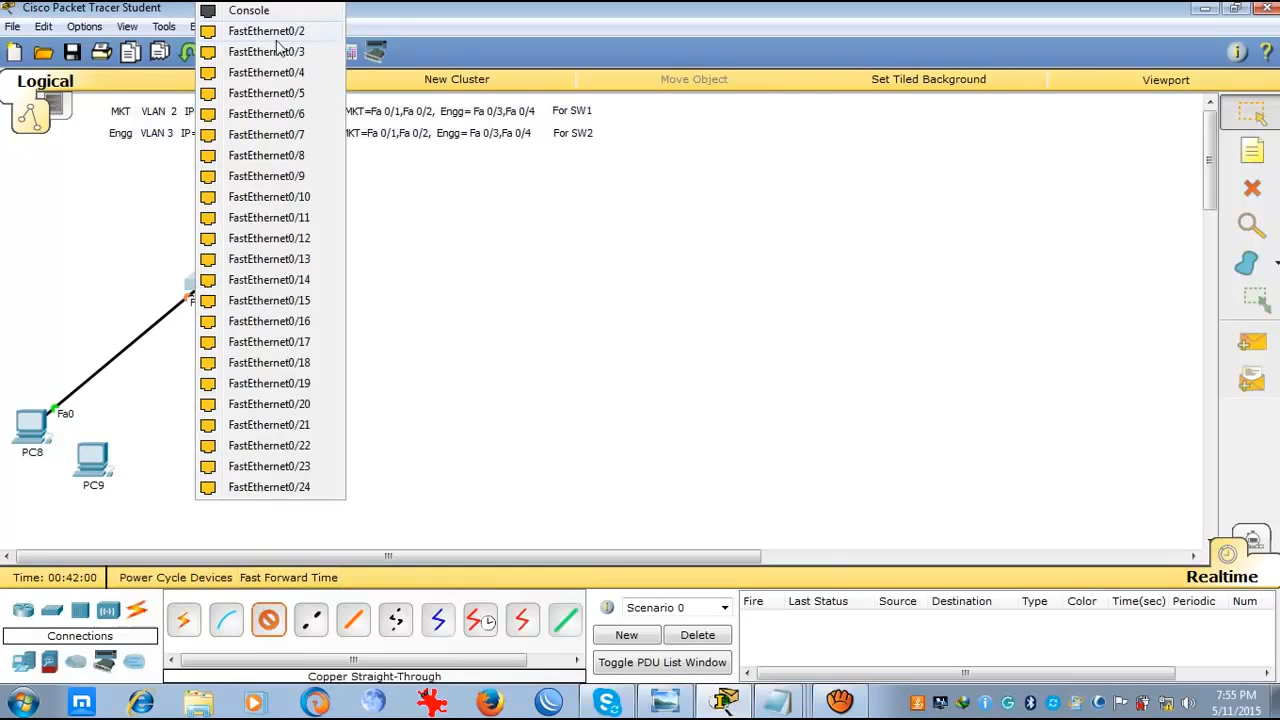 Cisco Packet Tracer Student
File Edit Options View Tools
Console
FastEthernet0/2
FastEthernet0/3
FastEthernet0/4
FastEthernet0/5
FastEthernet0/6
FastEthernet0/7
FastEthernet0/8
FastEthernet0/9
FastEthernet0/10
FastEthernet0/11
FastEthernet0/12
FastEthernet0/13
FastEthernet0/14
FastEthernet0/15
FastEthernet0/16
FastEthernet0/17
FastEthernet0/18
FastEthernet0/19
FastEthernet0/20
FastEthernet0/21
FastEthernet0/22
FastEthernet0/23
FastEthernet0/24
Logical New Cluster Move Object Set Tiled Background Viewport
MKT VLAN 2 MKT=Fa 0/1,Fa 0/2, Engg= Fa 0/3,Fa 0/4 For SW1
Engg VLAN 3 Engg= Fa 0/3,Fa 0/4 For SW2
Fa0
PC8
PC9
Time: 00:42:00 Power Cycle Devices Fast Forward Time Realtime
Connections
Copper Straight-Through
Scenario 0
New Delete
Toggle PDU List Window
Fire Last Status Source Destination Type Color Time(sec) Periodic Num
7:55 PM
5/11/2015